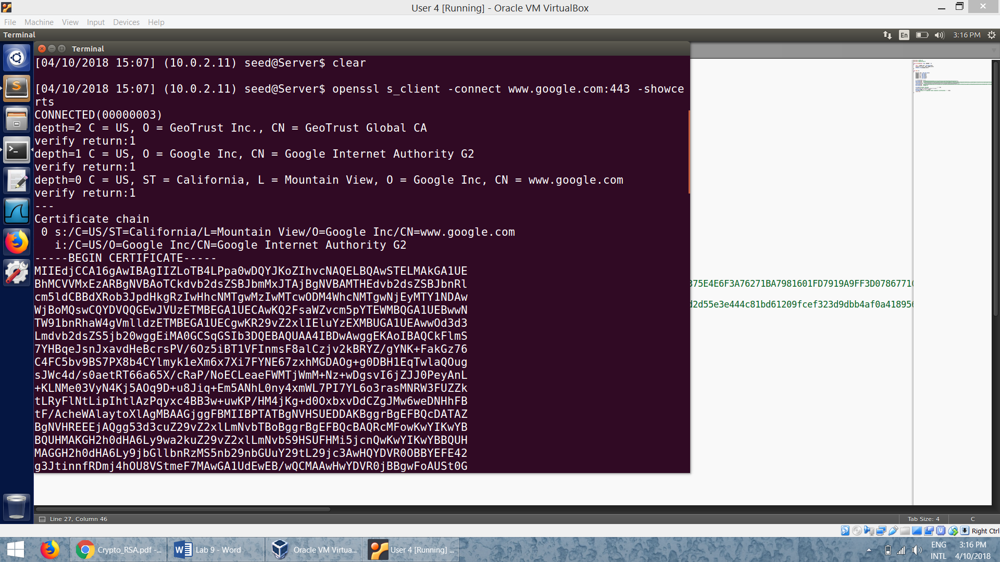 User 4 [Running] - Oracle VM VirtualBox
File Machine View Input Devices Help
Terminal
En
3:16 PM
Terminal
[04/10/2018 15:07] (10.0.2.11) seed@Server$ clear
[04/10/2018 15:07] (10.0.2.11) seed@Server$ openssl s_client -connect www.google.com:443 -showce
rts
CONNECTED(00000003)
depth=2 C = US, O = GeoTrust Inc., CN = GeoTrust Global CA
verify return:1
depth=1 C = US, O = Google Inc, CN = Google Internet Authority G2
verify return:1
depth=0 C = US, ST = California, L = Mountain View, O = Google Inc, CN = www.google.com
verify return:1
---
Certificate chain
0 s:/C=US/ST=California/L=Mountain View/O=Google Inc/CN=www.google.com
i:/C=US/O=Google Inc/CN=Google Internet Authority G2
-----BEGIN CERTIFICATE-----
MIIEdjCCA16gAwIBAgIIZLoTB4LPpa0wDQYJKoZIhvcNAQELBQAwSTELMAkGA1UE
BhMCVVMxEzARBgNVBAoTCkdvb2dsZSBJbmMxJTAjBgNVBAMTHEdvb2dsZSBJbnRl
cm5ldCBBdXRob3JpdHkgRzIwHhcNMTgwMzIwMTcwODM4WhcNMTgwNjEyMTY1NDAw
WjBoMQswCQYDVQQGEwJVUzETMBEGA1UECAwKQ2FsaWZvcm5pYTEWMBQGA1UEBwwN
TW91bnRhaW4gVmlldzETMBEGA1UECgwKR29vZ2xlIEluYzEXMBUGA1UEAwwOd3d3
Lmdvb2dsZS5jb20wggEiMA0GCSqGSIb3DQEBAQUAA4IBDwAwggEKAoIBAQCkFlmS
7YHBqeJsnJxavdHeBcrsPV/6Oz5iBT1VFInmsF8alCzjv2kBRYZ/gYNK+FakGz76
C4FC5bv9BS7PX8b4CYlmyk1eXm6x7Xi7FYNE67zxhMGDAOg+g0DBH1EqTwlaQOug
sJWc4d/s0aetRT66a65X/cRaP/NoECLeaeFWMTjWmM+Nz+wDgsvI6jZJJ0PeyAnL
+KLNMe03VyN4Kj5AOq9D+u8Jiq+Em5ANhL0ny4xmWL7PI7YL6o3rasMNRW3FUZZk
tLRyFlNtLipIhtlAzPqyxc4BB3w+uwKP/HM4jKg+d0OxbxvDdCZgJMw6weDNHhFB
tF/AcheWAlaytoXlAgMBAAGjggFBMIIBPTATBgNVHSUEDDAKBggrBgEFBQcDATAZ
BgNVHREEEjAQgg53d3cuZ29vZ2xlLmNvbTBoBggrBgEFBQcBAQRcMFowKwYIKwYB
BQUHMAKGH2h0dHA6Ly9wa2kuZ29vZ2xlLmNvbS9HSUFHMi5jcnQwKwYIKwYBBQUH
MAGGH2h0dHA6Ly9jbGllbnRzMS5nb29nbGUuY29tL29jc3AwHQYDVR0OBBYEFE42
g3JtinnfRDmj4hOU8VStmeF7MAwGA1UdEwEB/wQCMAAwHwYDVR0jBBgwFoAUSt0G
375E4E6F3A76271BA7981601FD7919A9FF3D0786771
d2d55e3e444c81bd61209fcef323d9dbb4af0a41895
Line 27, Column 46
Tab Size: 4
C
Right Ctrl
Crypto_RSA.pdf -...
Lab 9 - Word
Oracle VM Virtua...
User 4 [Running] ...
ENG
INTL
3:16 PM
4/10/2018